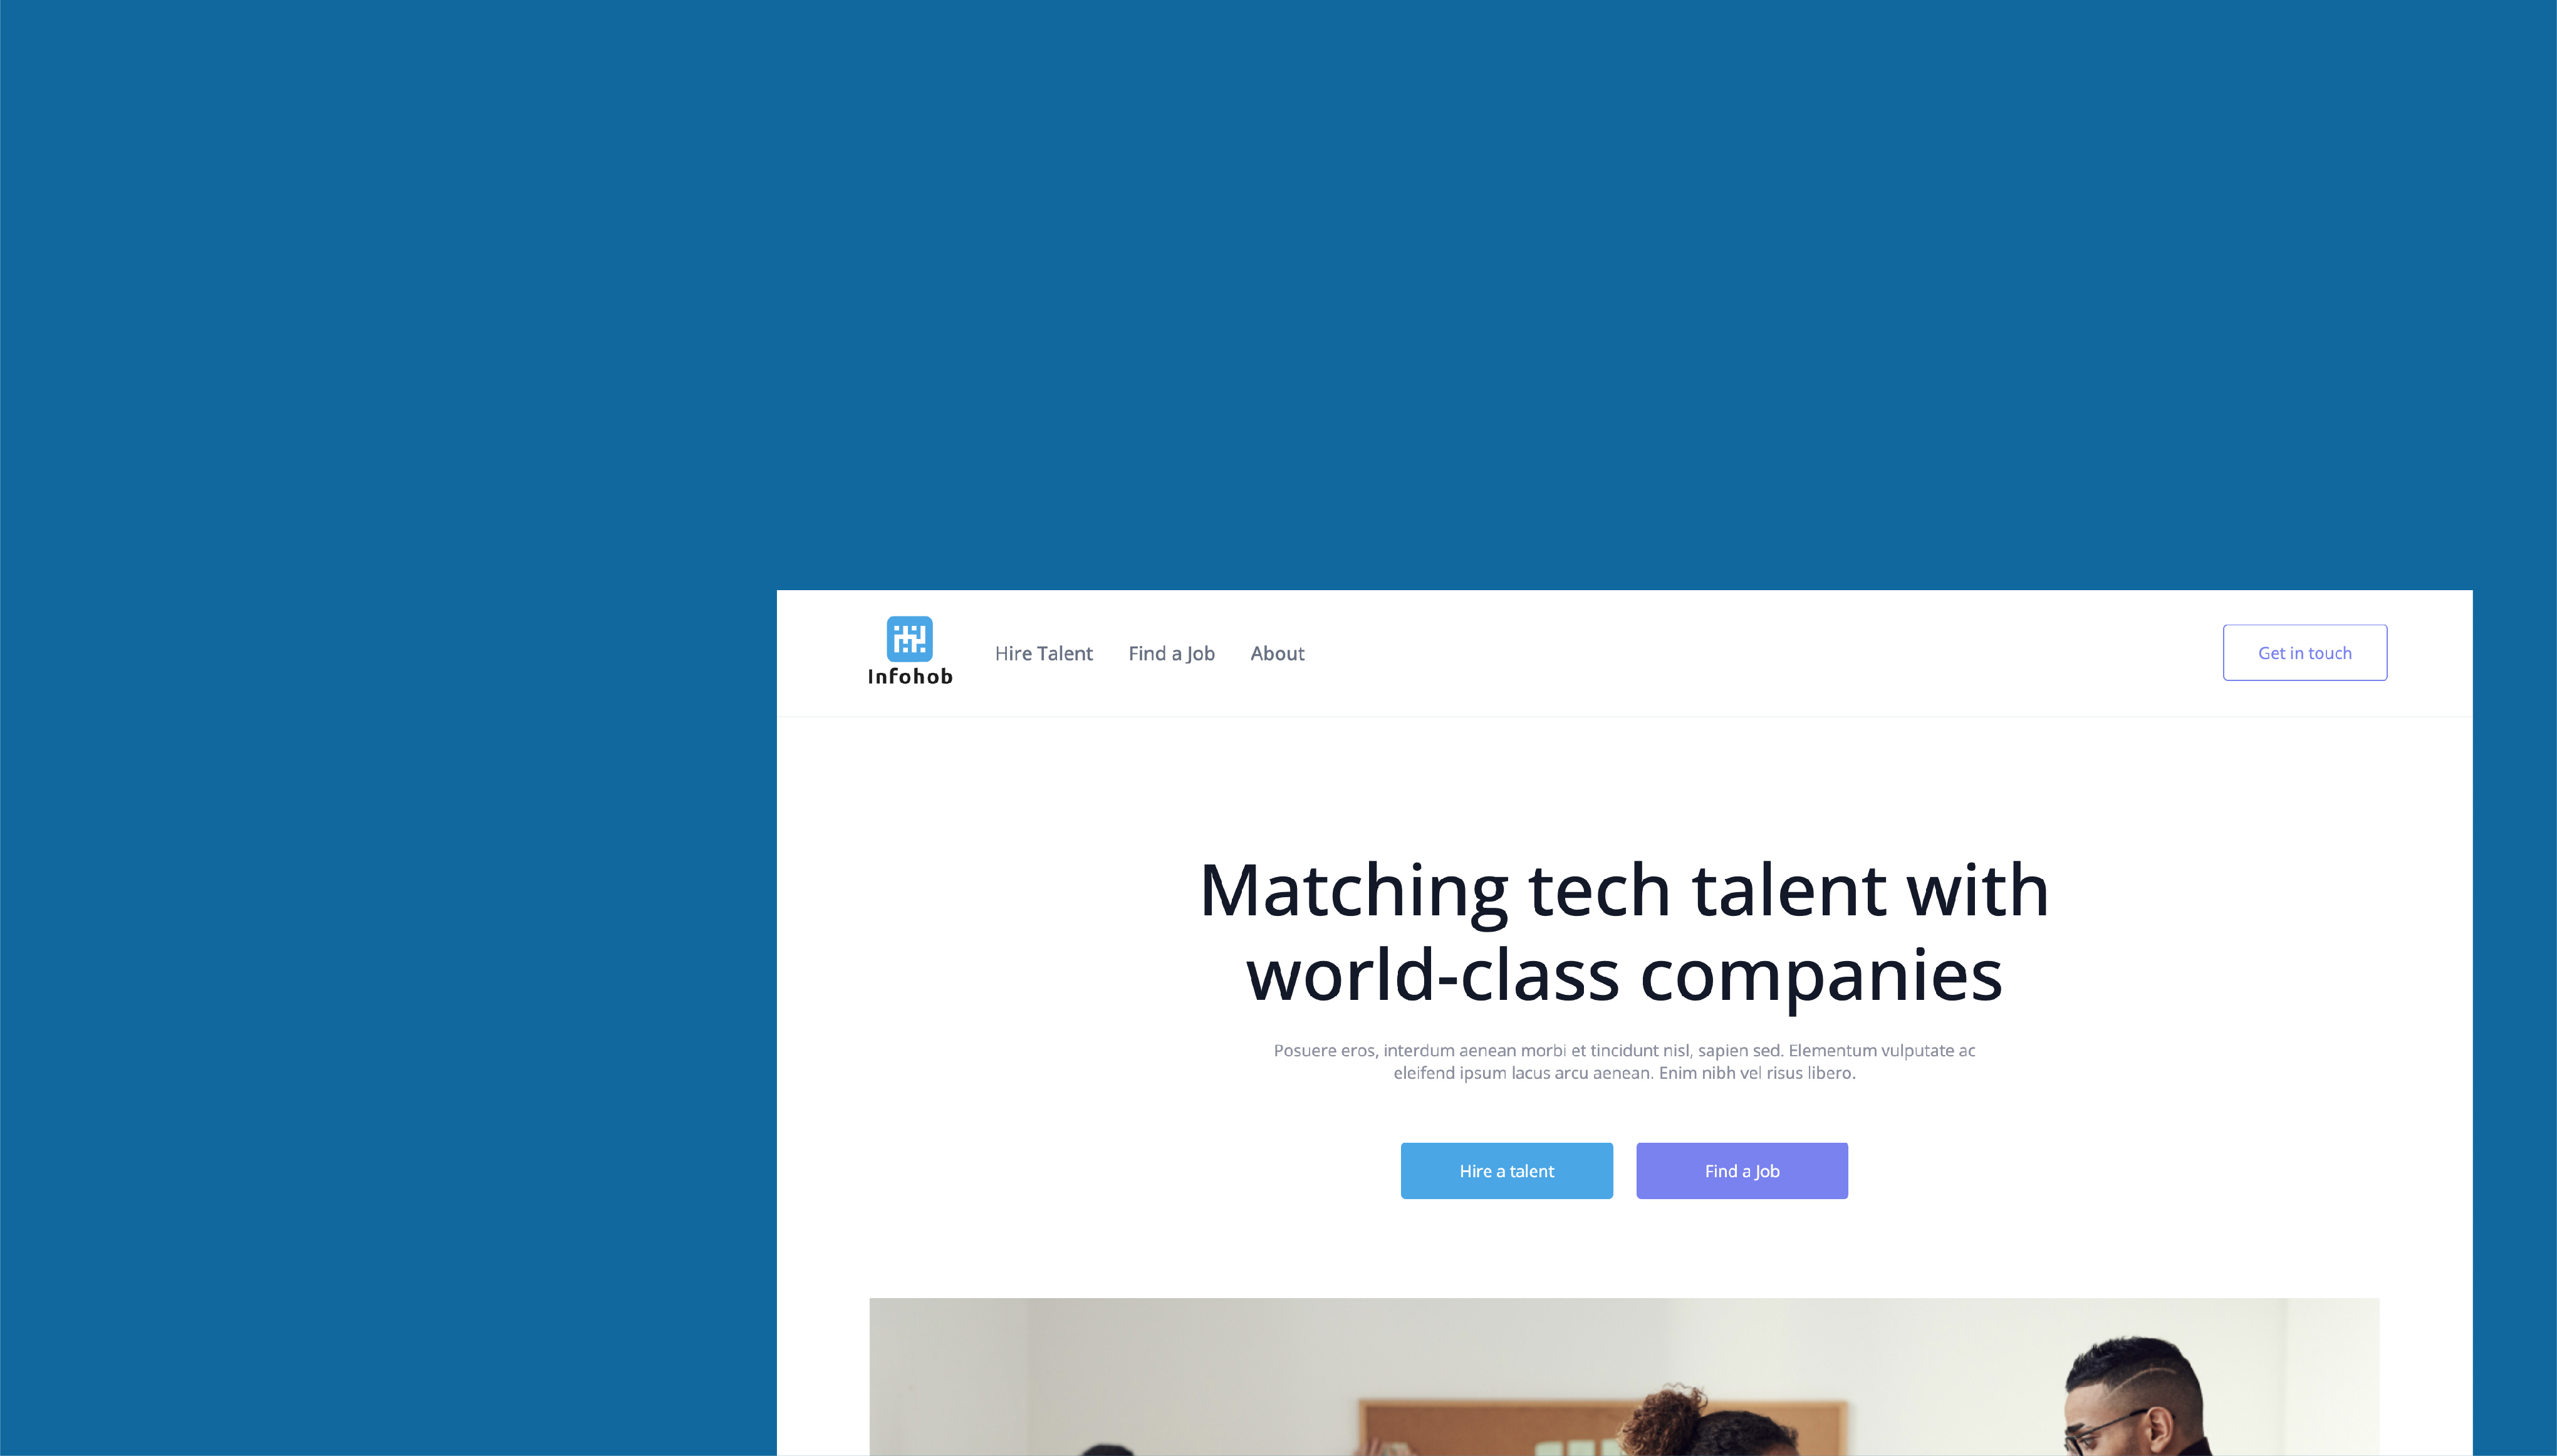 Infohob
Hire Talent
Find a Job
About
Get in touch
Matching tech talent with
world-class companies
Posuere eros, interdum aenean morbi et tincidunt nisl, sapien sed. Elementum vulputate ac
eleifend ipsum lacus arcu aenean. Enim nibh vel risus libero.
Hire a talent
Find a Job